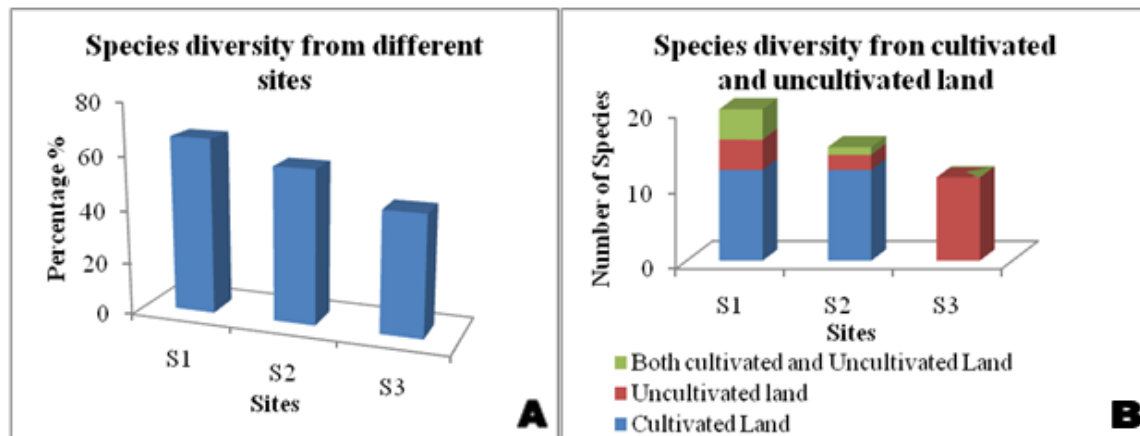 Species diversity from different
sites
Percentage %
80
60
40
20
0
S1
S2
S3
Sites
A
Species diversity fron cultivated
and uncultivated land
Number of Species
20
10
0
S1
S2
S3
Sites
Both cultivated and Uncultivated Land
Uncultivated land
Cultivated Land
B